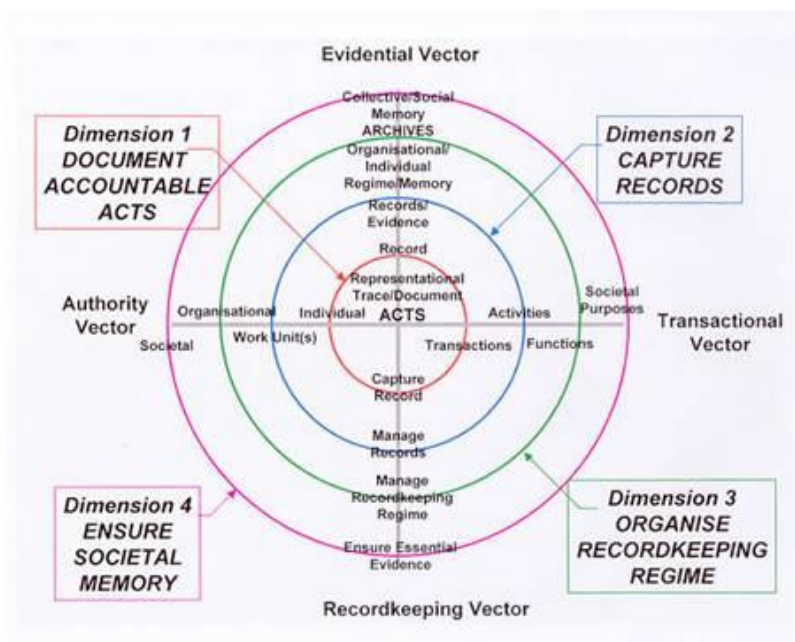 Evidential Vector
Collective/Social
Memory
ARCHIVES
Organisational/
Individual
Regime/Memory
Records/
Evidence
Record
Representational
Trace/Document
ACTS
Dimension 1
DOCUMENT
ACCOUNTABLE
ACTS
Dimension 2
CAPTURE
RECORDS
Authority
Vector
Societal
Organisational
Work Unit(s)
Individual
Transactions
Activities
Functions
Societal
Purposes
Transactional
Vector
Capture
Record
Manage
Records
Manage
Recordkeeping
Regime
Ensure Essential
Evidence
Dimension 4
ENSURE
SOCIETAL
MEMORY
Dimension 3
ORGANISE
RECORDKEEPING
REGIME
Recordkeeping Vector